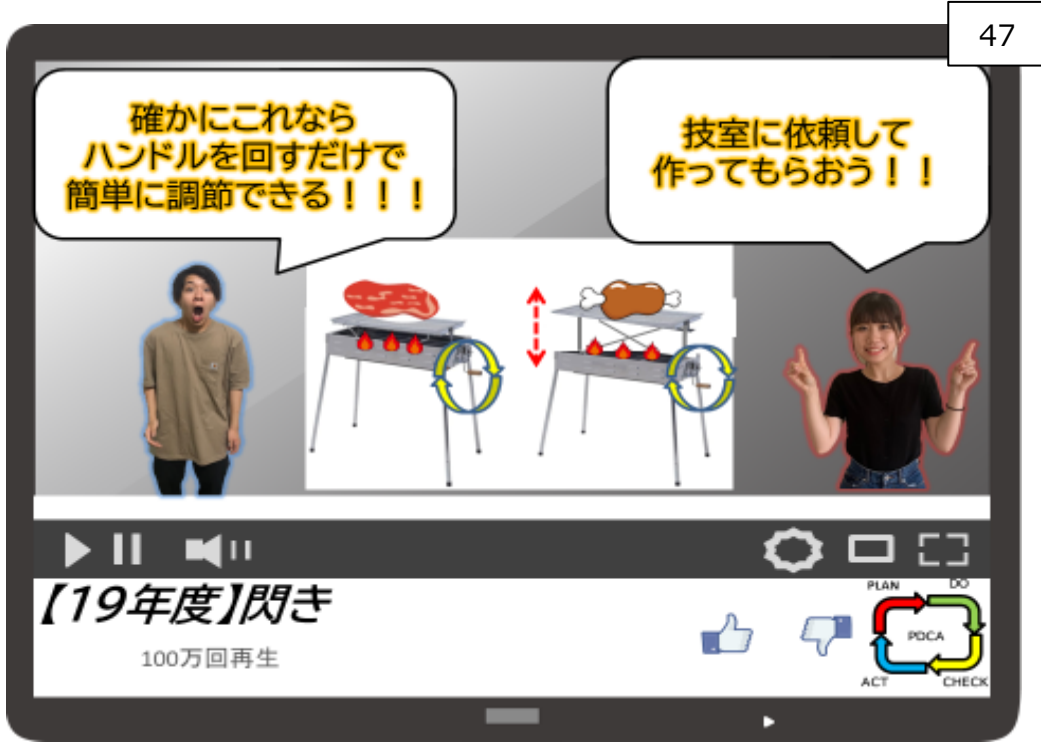 47
確かにこれなら
ハンドルを回すだけで
簡単に調節できる！！！
技室に依頼して
作ってもらおう！！
【19年度】閃き
100万回再生
PLAN
DO
PDCA
ACT
CHECK